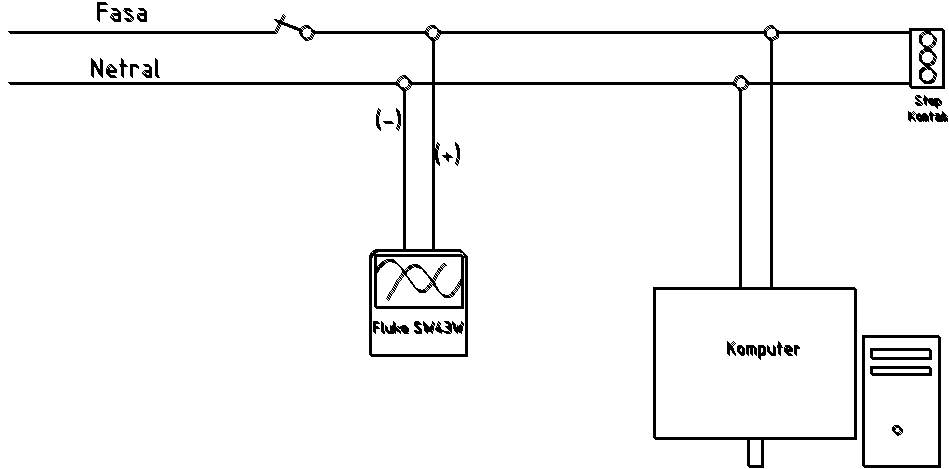 Fasa
Netral
Stop
Kontak
(-)
(+)
Fluke SW43W
Komputer